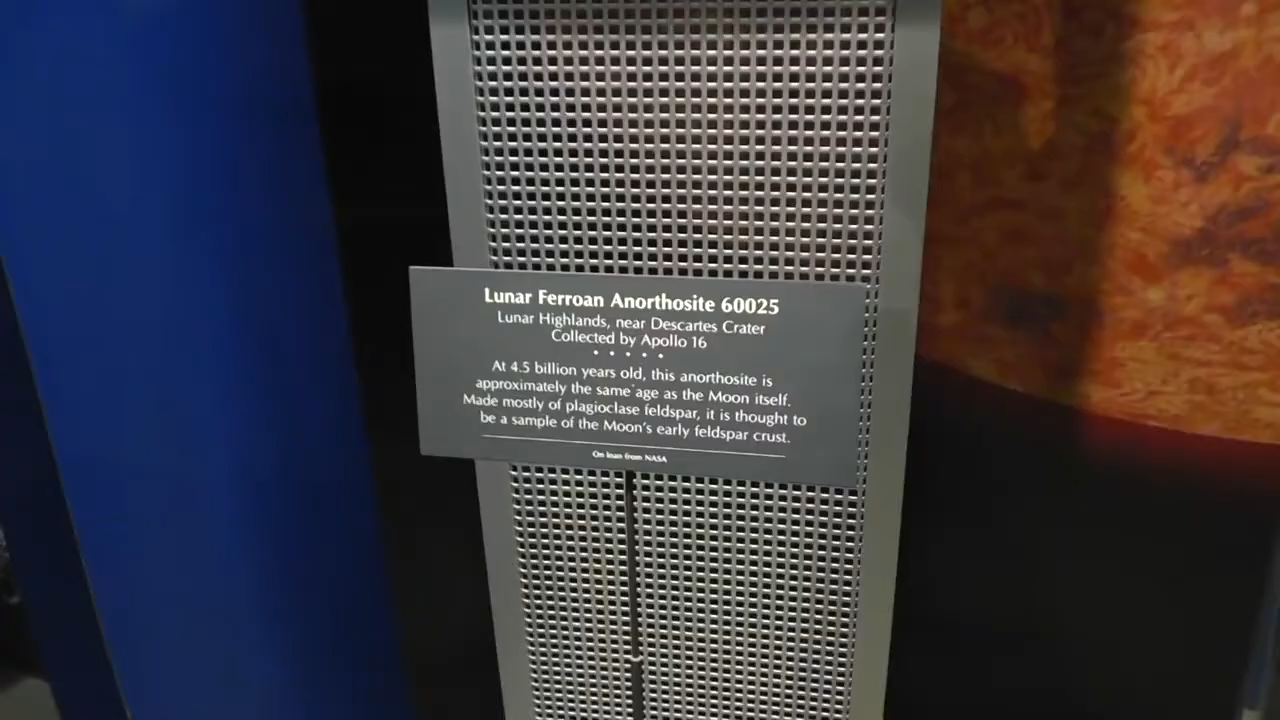 Lunar Ferroan Anorthosite 60025
Lunar Highlands, near Descartes Crater
Collected by Apollo 16
• • • • •
At 4.5 billion years old, this anorthosite is
approximately the same age as the Moon itself.
Made mostly of plagioclase feldspar, it is thought to
be a sample of the Moon's early feldspar crust.
On loan from NASA